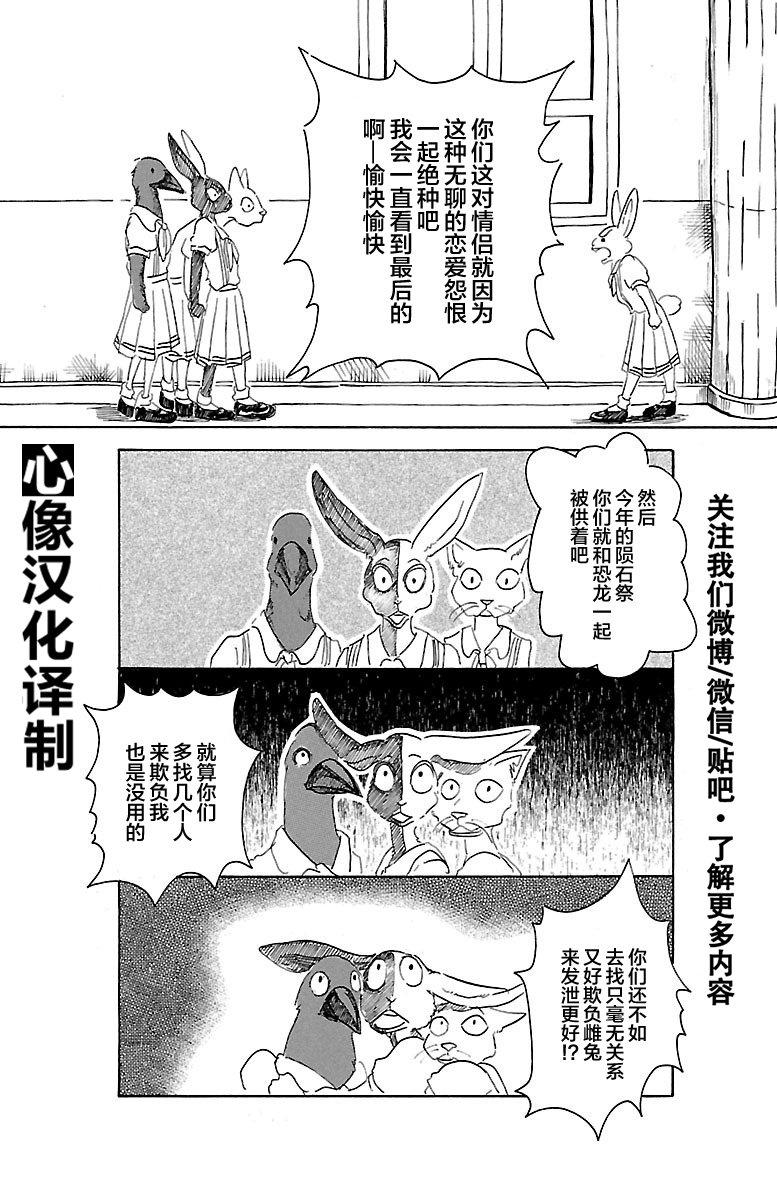 你们这对情侣就因为
这种无聊的恋爱怨恨
一起绝种吧
我会一直看到最后的
啊—愉快愉快
然后
今年的陨石祭
你们就和恐龙一起
被供着吧
就算你们
多找几个人
来欺负我
也是没用的
你们还不如
去找只毫无关系
又好欺负雌兔
来发泄更好!?
心像汉化译制
关注我们微博/微信/贴吧·了解更多内容